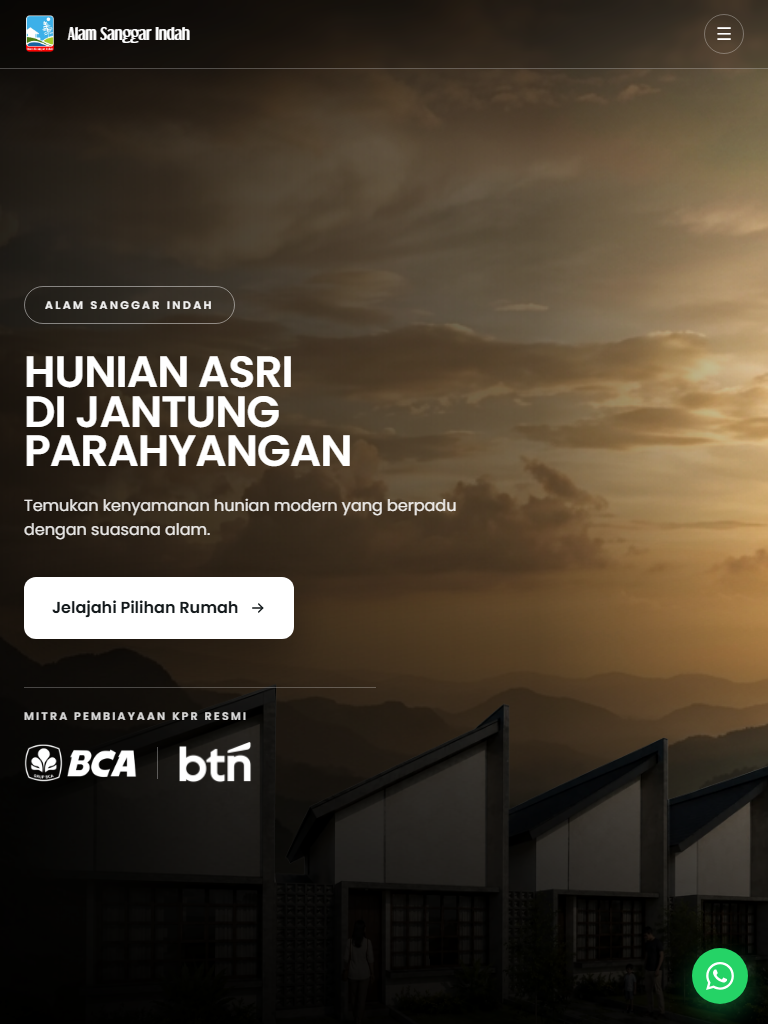 Alam Sanggar Indah
ALAM SANGGAR INDAH
HUNIAN ASRI
DI JANTUNG
PARAHYANGAN
Temukan kenyamanan hunian modern yang berpadu
dengan suasana alam.
Jelajahi Pilihan Rumah →
MITRA PEMBIAYAAN KPR RESMI
BCA
btn